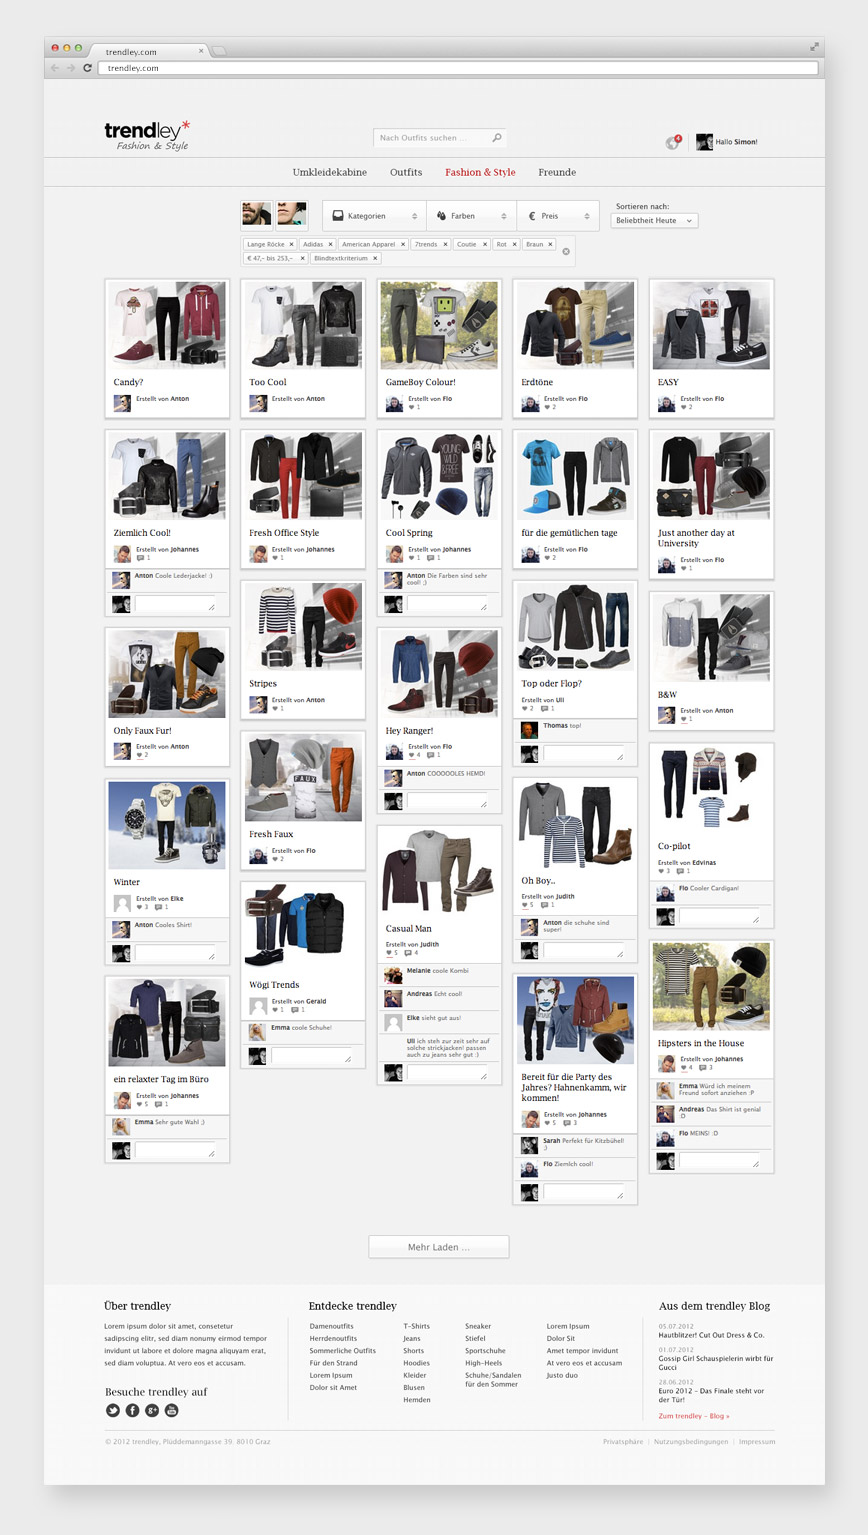 trendley.com
trendley.com
trendley*
Fashion & Style
Nach Outfits suchen ...
4
Hallo Simon!
Umkleidekabine
Outfits
Fashion & Style
Freunde
Kategorien
Farben
€ Preis
Sortieren nach:
Beliebtheit Heute
Lange Röcke ×
Adidas ×
American Apparel ×
7trends ×
Coutie ×
Rot ×
Braun ×
€ 47,- bis 253,- ×
Blindtextkriterium ×
Candy?
Erstellt von Anton
Too Cool
Erstellt von Anton
GameBoy Colour!
Erstellt von Flo
1
Erdtöne
Erstellt von Flo
2
EASY
Erstellt von Flo
2
Ziemlich Cool!
Erstellt von Johannes
1
Anton Coole Lederjacke! :)
Fresh Office Style
Erstellt von Johannes
1
YOUNG
WILD
&FREE
Cool Spring
Erstellt von Johannes
1 1
Anton Die Farben sind sehr
cool! ;)
für die gemütlichen tage
Erstellt von Flo
2
Just another day at
University
Erstellt von Flo
1
Only Faux Fur!
Erstellt von Anton
2
Stripes
Erstellt von Anton
1
Hey Ranger!
Erstellt von Flo
4 1
Anton COOOOOLES HEMD!
Top oder Flop?
Erstellt von Uli
2 1
Thomas top!
B&W
Erstellt von Anton
1
Winter
Erstellt von Elke
3 1
Anton Cooles Shirt!
FAUX
Fresh Faux
Erstellt von Flo
2
Casual Man
Erstellt von Judith
5 4
Melanie coole Kombi
Andreas Echt cool!
Elke sieht gut aus!
Uli ich steh zur zeit sehr auf
solche strickjacken! passen
auch zu jeans sehr gut :)
Oh Boy..
Erstellt von Judith
5 1
Anton die schuhe sind
super!
Co-pilot
Erstellt von Edvinas
3 1
Flo Cooler Cardigan!
ein relaxter Tag im Büro
Erstellt von Johannes
5 1
Emma Sehr gute Wahl ;)
Wögi Trends
Erstellt von Gerald
1 1
Emma coole Schuhe!
Bereit für die Party des
Jahres? Hahnenkamm, wir
kommen!
Erstellt von Johannes
5 3
Sarah Perfekt für Kitzbühel!
;)
Flo Ziemlch cool!
Hipsters in the House
Erstellt von Johannes
4 3
Emma Würd ich meinem
Freund sofort anziehen :P
Andreas Das Shirt ist genial
:D
Flo MEINS! :D
Mehr Laden ...
Über trendley
Lorem ipsum dolor sit amet, consetetur
sadipscing elitr, sed diam nonumy eirmod tempor
invidunt ut labore et dolore magna aliquyam erat,
sed diam voluptua. At vero eos et accusam.
Besuche trendley auf
Entdecke trendley
Damenoutfits
Herrdenoutfits
Sommerliche Outfits
Für den Strand
Lorem Ipsum
Dolor sit Amet
T-Shirts
Jeans
Shorts
Hoodies
Kleider
Blusen
Hemden
Sneaker
Stiefel
Sportschuhe
High-Heels
Schuhe/Sandalen
für den Sommer
Lorem Ipsum
Dolor Sit
Amet tempor invidunt
At vero eos et accusam
Justo duo
Aus dem trendley Blog
05.07.2012
Hautblitzer! Cut Out Dress & Co.
01.07.2012
Gossip Girl Schauspielerin wirbt für
Gucci
28.06.2012
Euro 2012 - Das Finale steht vor
der Tür!
Zum trendley - Blog »
© 2012 trendley, Plüddemanngasse 39. 8010 Graz
Privatsphäre | Nutzungsbedingungen | Impressum